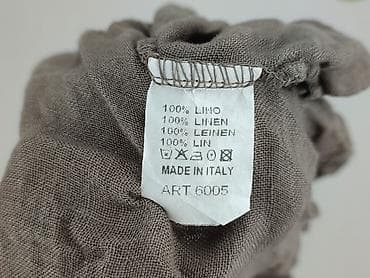 100% LINO
100% LINEN
100% LEINEN
100% LIN
MADE IN ITALY
ART 6005